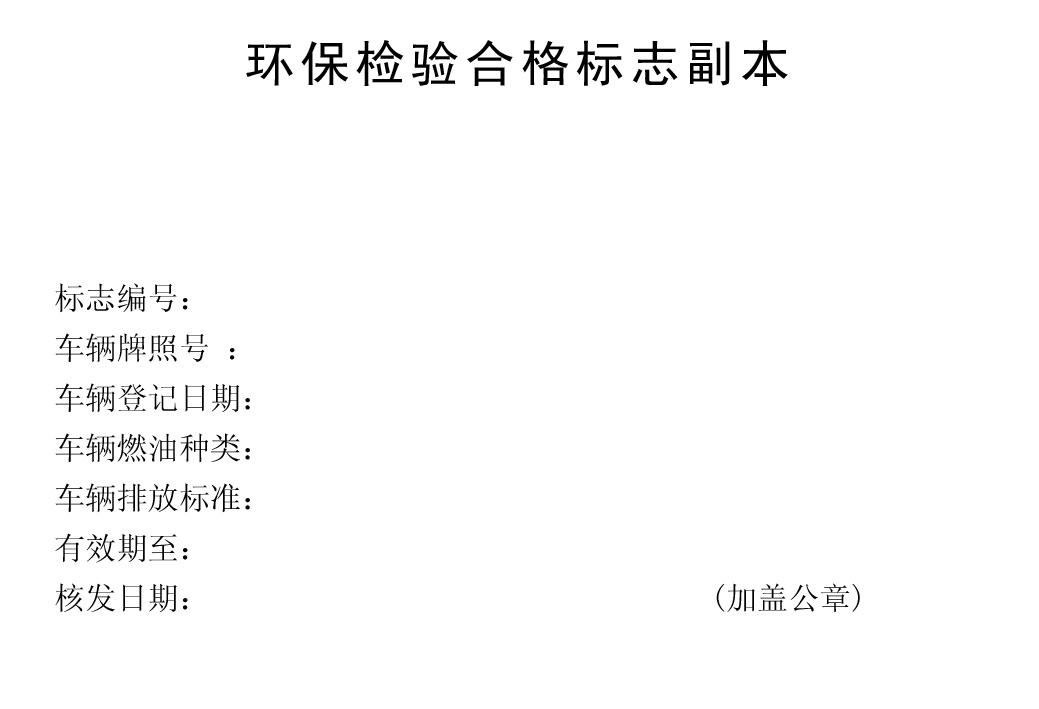 环保检验合格标志副本
标志编号：
车辆牌照号 ：
车辆登记日期：
车辆燃油种类：
车辆排放标准：
有效期至：
核发日期： （加盖公章）